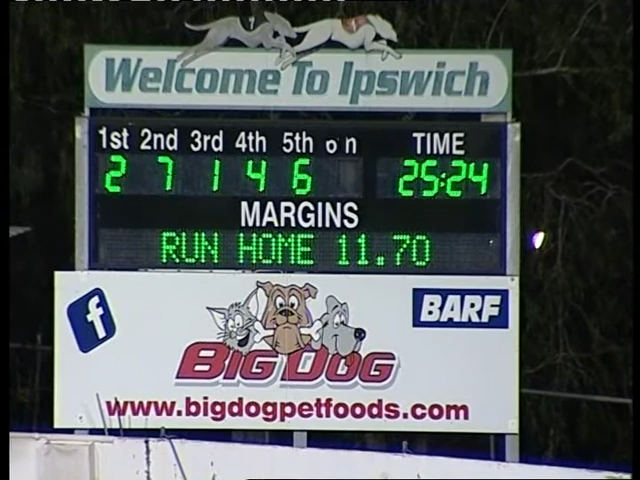 Welcome To Ipswich
1st 2nd 3rd 4th 5th on TIME
2 7 1 4 6 25:24
MARGINS
RUN HOME 11.70
f
BARF
BIG DOG
www.bigdogpetfoods.com